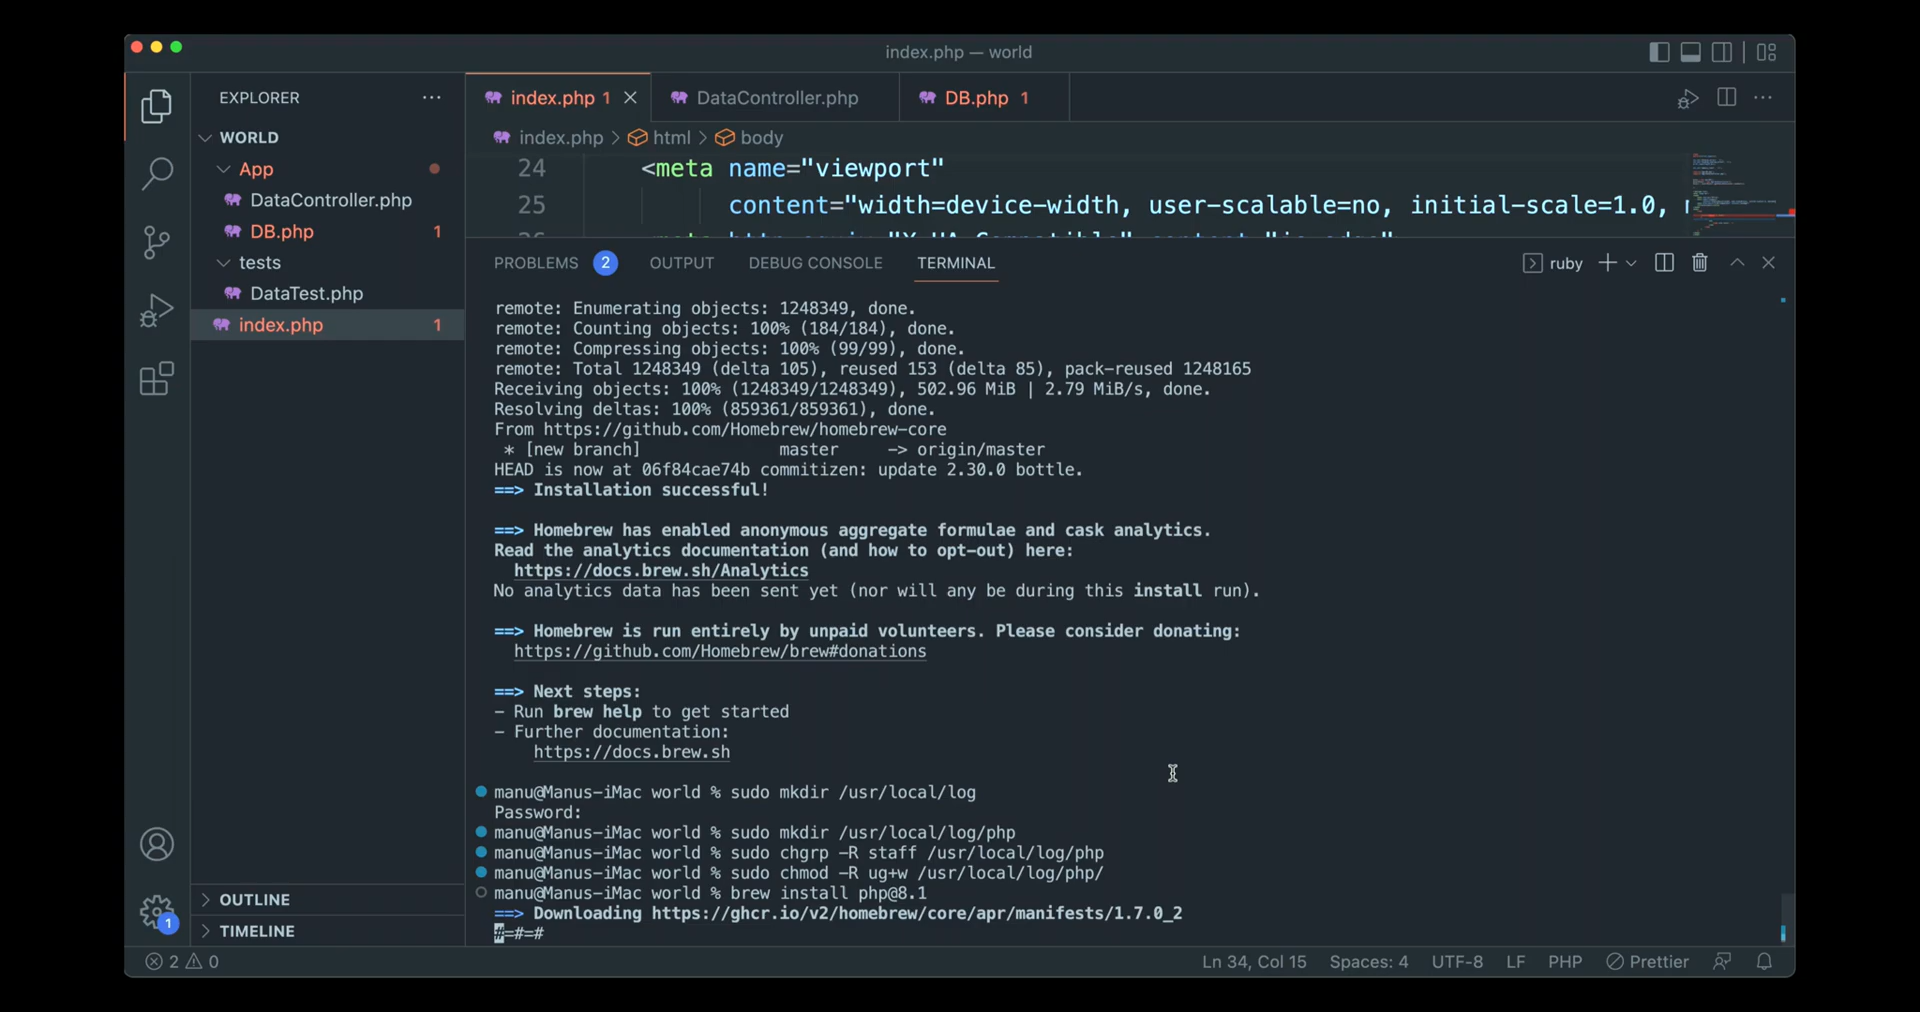 index.php — world
EXPLORER
index.php 1
DataController.php
DB.php 1
WORLD
index.php > html > body
App
DataController.php
DB.php 1
tests
DataTest.php
index.php 1
24 <meta name="viewport"
25 content="width=device-width, user-scalable=no, initial-scale=1.0,
PROBLEMS 2 OUTPUT DEBUG CONSOLE TERMINAL
ruby
remote: Enumerating objects: 1248349, done.
remote: Counting objects: 100% (184/184), done.
remote: Compressing objects: 100% (99/99), done.
remote: Total 1248349 (delta 105), reused 153 (delta 85), pack-reused 1248165
Receiving objects: 100% (1248349/1248349), 502.96 MiB | 2.79 MiB/s, done.
Resolving deltas: 100% (859361/859361), done.
From https://github.com/Homebrew/homebrew-core
* [new branch] master -> origin/master
HEAD is now at 06f84cae74b commitizen: update 2.30.0 bottle.
==> Installation successful!
==> Homebrew has enabled anonymous aggregate formulae and cask analytics.
Read the analytics documentation (and how to opt-out) here:
https://docs.brew.sh/Analytics
No analytics data has been sent yet (nor will any be during this install run).
==> Homebrew is run entirely by unpaid volunteers. Please consider donating:
https://github.com/Homebrew/brew#donations
==> Next steps:
- Run brew help to get started
- Further documentation:
https://docs.brew.sh
manu@Manus-iMac world % sudo mkdir /usr/local/log
Password:
manu@Manus-iMac world % sudo mkdir /usr/local/log/php
manu@Manus-iMac world % sudo chgrp -R staff /usr/local/log/php
manu@Manus-iMac world % sudo chmod -R ug+w /usr/local/log/php/
manu@Manus-iMac world % brew install php@8.1
==> Downloading https://ghcr.io/v2/homebrew/core/apr/manifests/1.7.0_2
#=#=#
OUTLINE
TIMELINE
1
2 0
Ln 34, Col 15 Spaces: 4 UTF-8 LF PHP Prettier